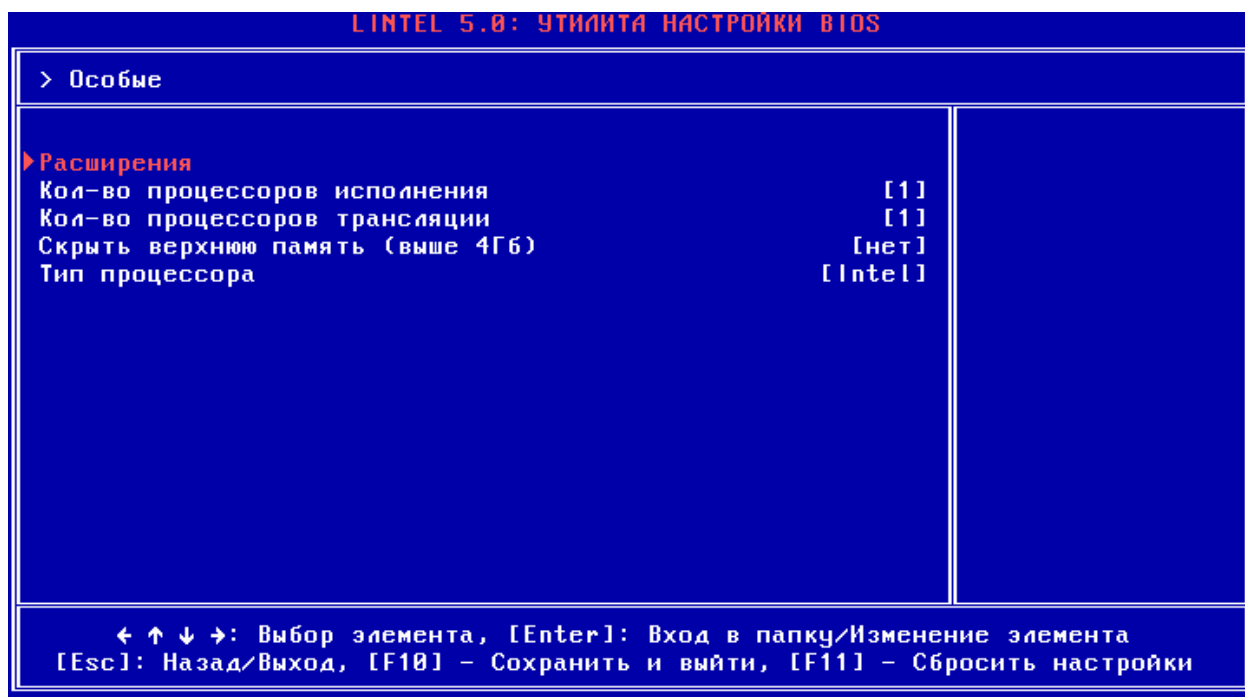 LINTEL 5.0: УТИЛИТА НАСТРОЙКИ BIOS
> Особые
Расширения
Кол-во процессоров исполнения [1]
Кол-во процессоров трансляции [1]
Скрыть верхнюю память (выше 4Гб) [нет]
Тип процессора [Intel]
← ↑ ↓ →: Выбор элемента, [Enter]: Вход в папку/Изменение элемента
[Esc]: Назад/Выход, [F10] - Сохранить и выйти, [F11] - Сбросить настройки